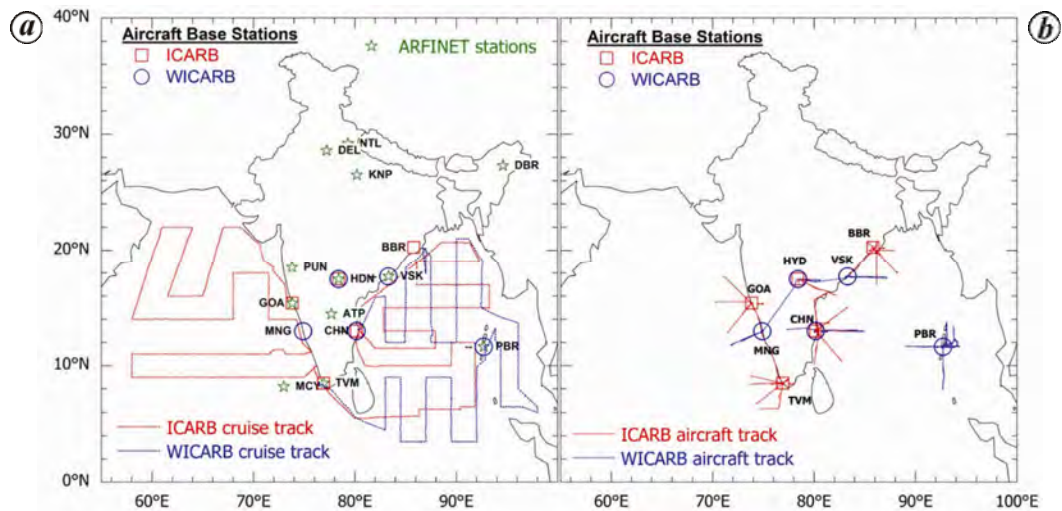 a
40°N
Aircraft Base Stations
ICARB
WICARB
ARFINET stations
30°N
NTL
DEL
KNP
DBR
20°N
BBR
PUN
HDN
VSK
GOA
ATP
MNG
CHN
PBR
10°N
MCY
TVM
ICARB cruise track
WICARB cruise track
0°N
60°E
70°E
80°E
90°E
b
Aircraft Base Stations
ICARB
WICARB
BBR
HYD
VSK
GOA
CHN
MNG
PBR
TVM
ICARB aircraft track
WICARB aircraft track
60°E
70°E
80°E
90°E
100°E